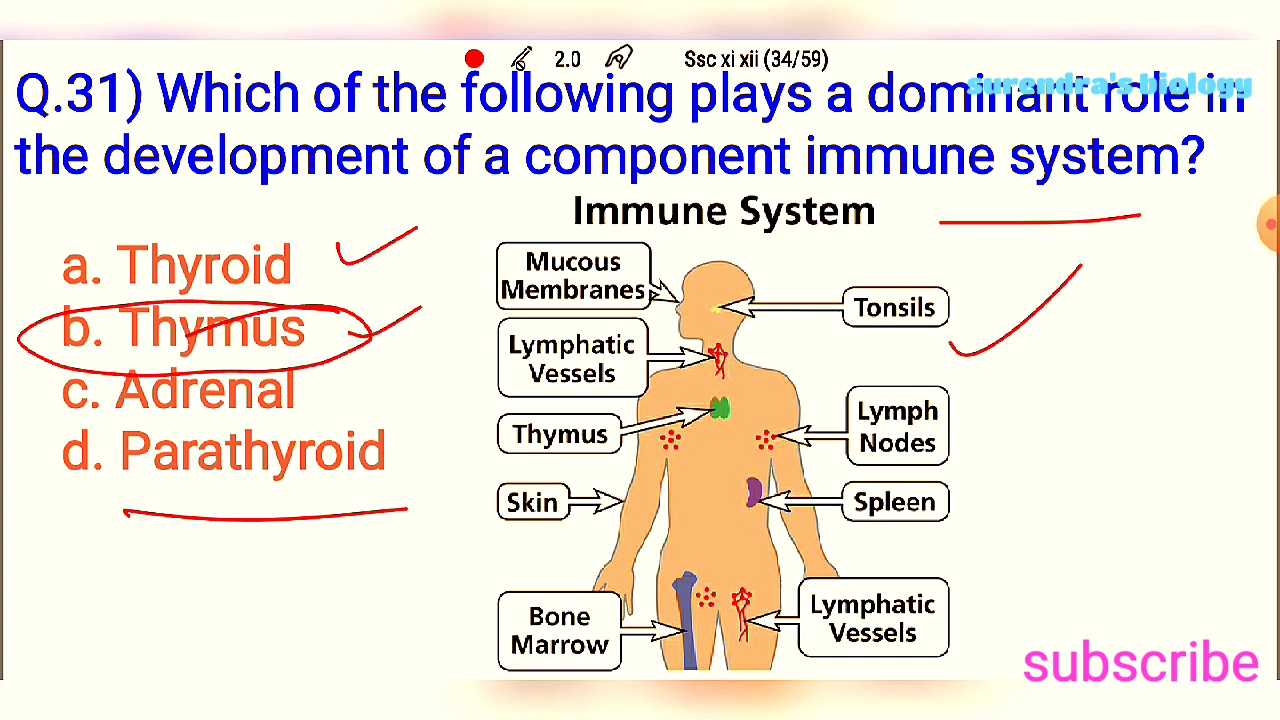 2.0 Ssc xi xii (34/59)
surendra's biology
Q.31) Which of the following plays a dominant role in
the development of a component immune system?
Immune System
a. Thyroid
b. Thymus
c. Adrenal
d. Parathyroid
Mucous
Membranes
Tonsils
Lymphatic
Vessels
Thymus
Lymph
Nodes
Skin
Spleen
Bone
Marrow
Lymphatic
Vessels
subscribe